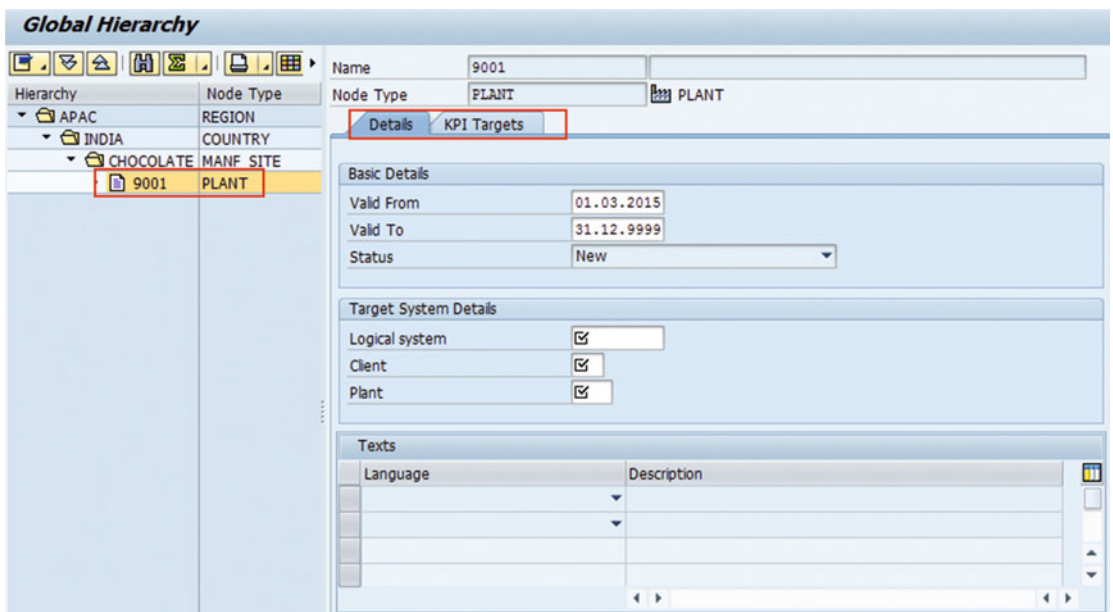 Global Hierarchy
Name 9001
Hierarchy Node Type
Node Type PLANT PLANT
APAC REGION
Details KPI Targets
INDIA COUNTRY
CHOCOLATE MANF SITE
9001 PLANT
Basic Details
Valid From 01.03.2015
Valid To 31.12.9999
Status New
Target System Details
Logical system
Client
Plant
Texts
Language Description